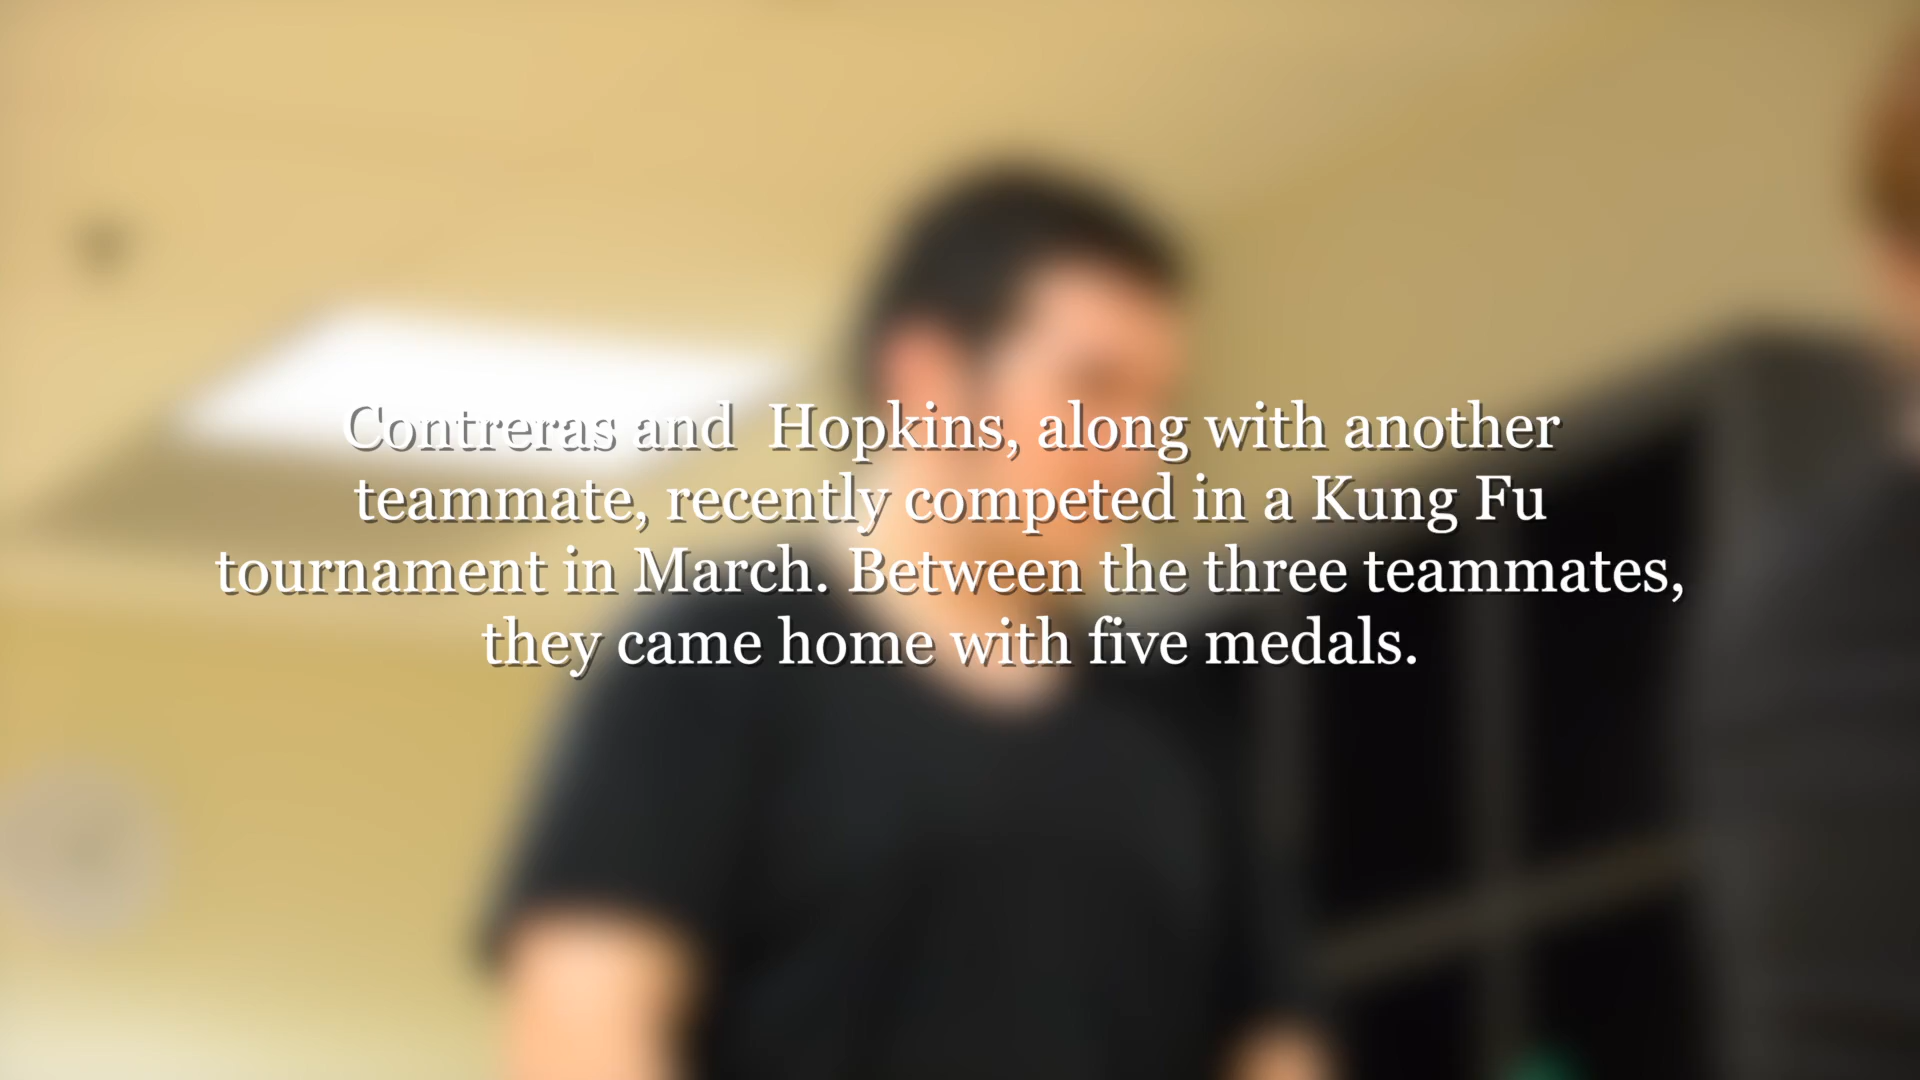 Contreras and  Hopkins, along with another
teammate, recently competed in a Kung Fu
tournament in March. Between the three teammates,
they came home with five medals.